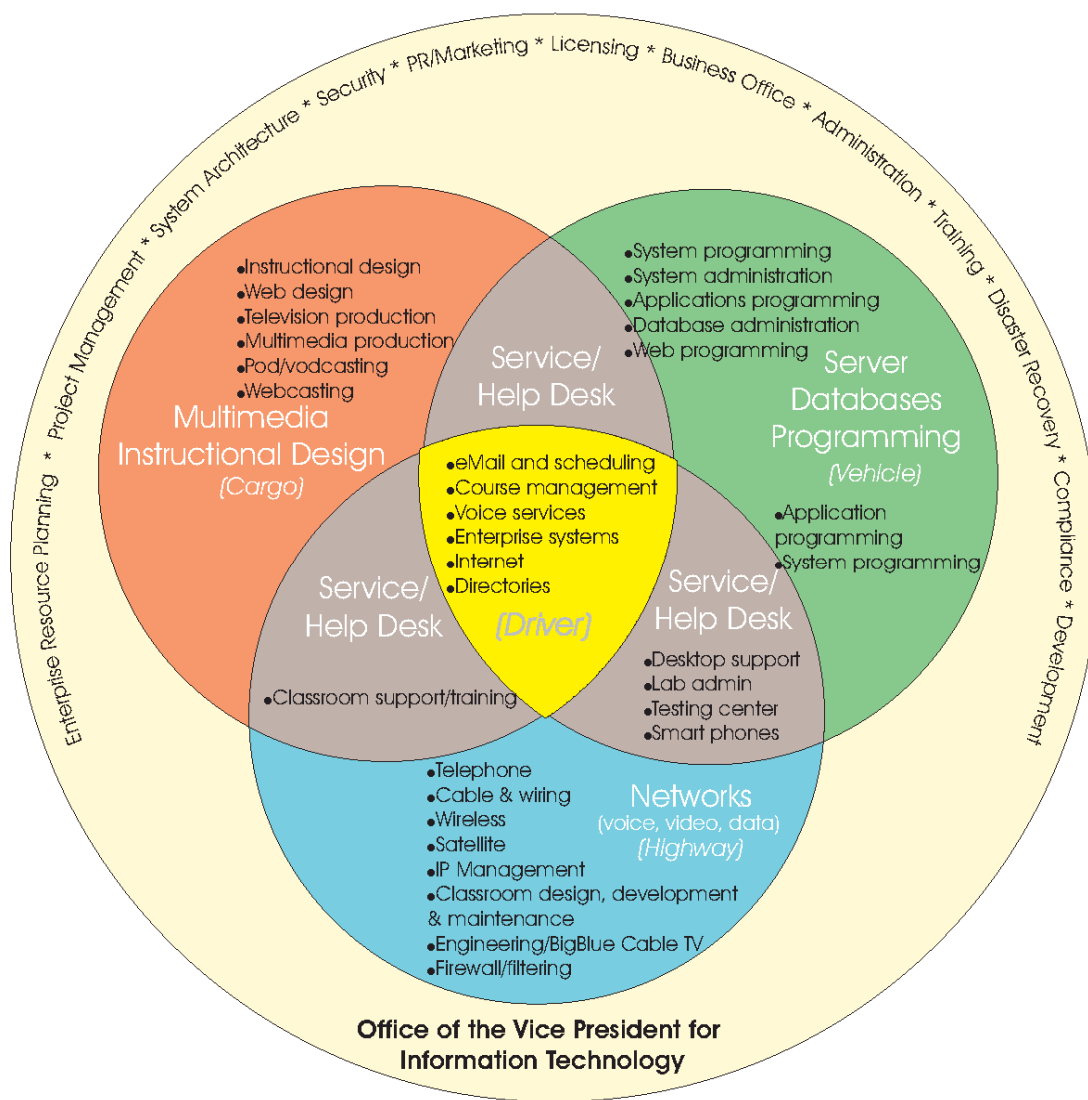 Enterprise Resource Planning * Project Management * System Architecture * Security * PR/Marketing * Licensing * Business Office * Administration * Training * Disaster Recovery * Compliance * Development
•Instructional design
•Web design
•Television production
•Multimedia production
•Pod/vodcasting
•Webcasting
Multimedia
Instructional Design
(Cargo)
Service/
Help Desk
•System programming
•System administration
•Applications programming
•Database administration
•Web programming
Server
Databases
Programming
(Vehicle)
•Application
programming
•System programming
•eMail and scheduling
•Course management
•Voice services
•Enterprise systems
•Internet
•Directories
(Driver)
Service/
Help Desk
•Classroom support/training
Service/
Help Desk
•Desktop support
•Lab admin
•Testing center
•Smart phones
•Telephone
•Cable & wiring
•Wireless
•Satellite
•IP Management
•Classroom design, development
& maintenance
•Engineering/BigBlue Cable TV
•Firewall/filtering
Networks
(voice, video, data)
(Highway)
Office of the Vice President for
Information Technology